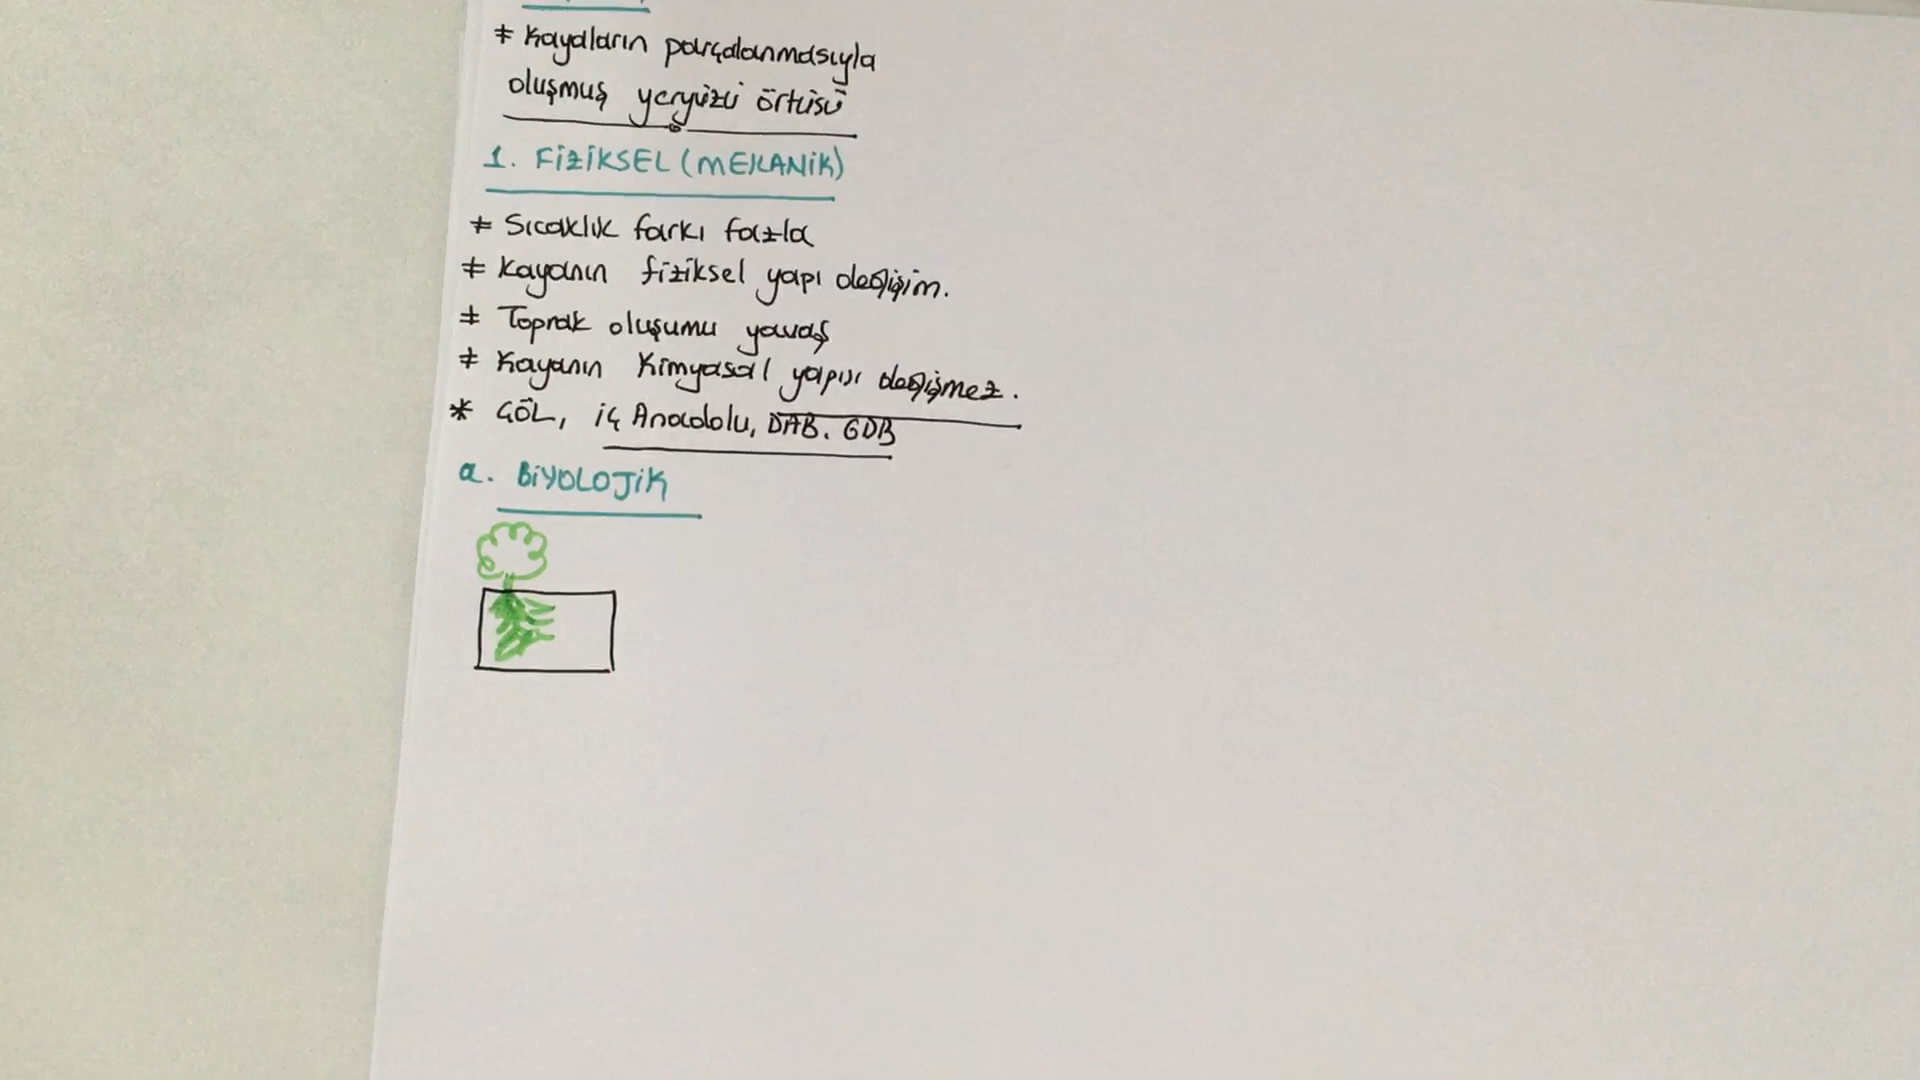 * Kayaların parçalanmasıyla
oluşmuş yeryüzü örtüsü
1. FİZİKSEL (MEKANİK)
* Sıcaklık farkı fazla
* Kayanın fiziksel yapı değişim.
* Toprak oluşumu yavaş
* Kayanın Kimyasal yapısı değişmez.
* ÇÖL, iç Anadolu, DAB. GDB
a. BİYOLOJİK